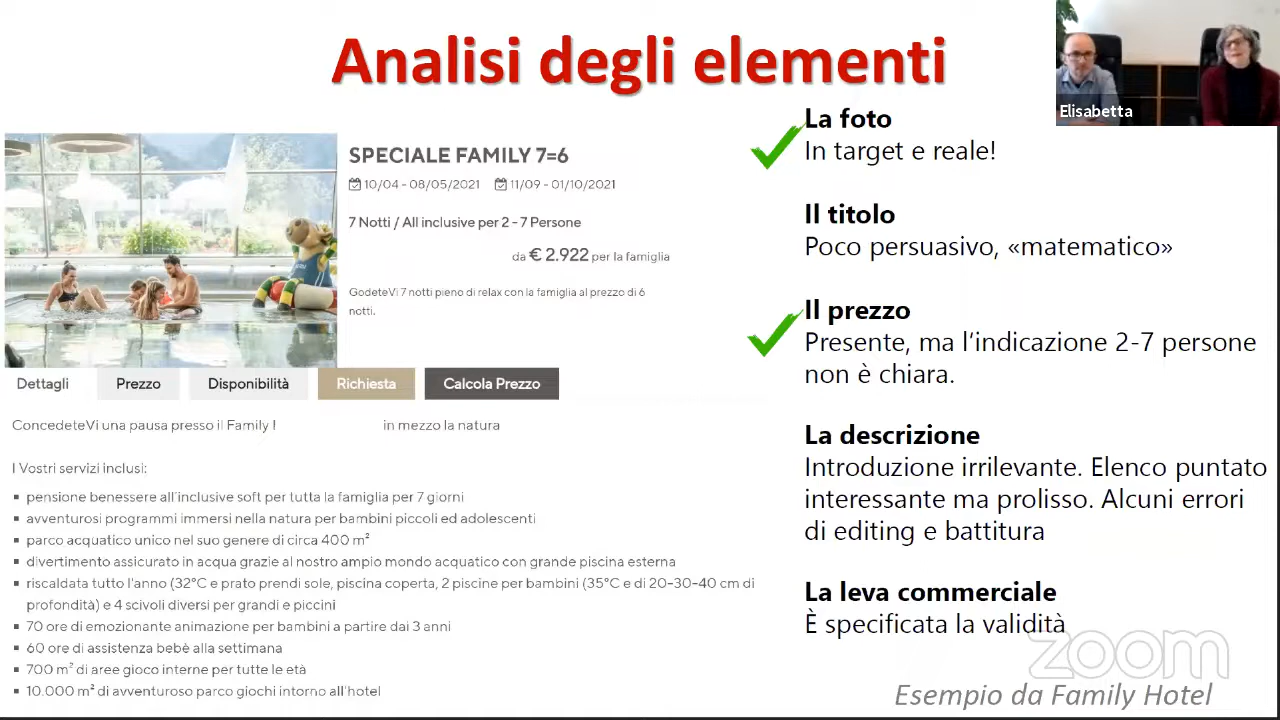 Analisi degli elementi
Elisabetta
SPECIALE FAMILY 7=6
10/04 - 08/05/2021 11/09 - 01/10/2021
7 Notti / All inclusive per 2 - 7 Persone
da € 2.922 per la famiglia
GodeteVi 7 notti pieno di relax con la famiglia al prezzo di 6
notti.
Dettagli Prezzo Disponibilità Richiesta Calcola Prezzo
ConcedeteVi una pausa presso il Family ! in mezzo la natura
I Vostri servizi inclusi:
▪ pensione benessere all'inclusive soft per tutta la famiglia per 7 giorni
▪ avventurosi programmi immersi nella natura per bambini piccoli ed adolescenti
▪ parco acquatico unico nel suo genere di circa 400 m²
▪ divertimento assicurato in acqua grazie al nostro ampio mondo acquatico con grande piscina esterna
▪ riscaldata tutto l'anno (32°C e prato prendi sole, piscina coperta, 2 piscine per bambini (35°C e di 20-30-40 cm di
profondità) e 4 scivoli diversi per grandi e piccini
▪ 70 ore di emozionante animazione per bambini a partire dai 3 anni
▪ 60 ore di assistenza bebè alla settimana
▪ 700 m² di aree gioco interne per tutte le età
▪ 10.000 m² di avventuroso parco giochi intorno all'hotel
La foto
In target e reale!
Il titolo
Poco persuasivo, «matematico»
Il prezzo
Presente, ma l'indicazione 2-7 persone
non è chiara.
La descrizione
Introduzione irrilevante. Elenco puntato
interessante ma prolisso. Alcuni errori
di editing e battitura
La leva commerciale
È specificata la validità
zoom
Esempio da Family Hotel